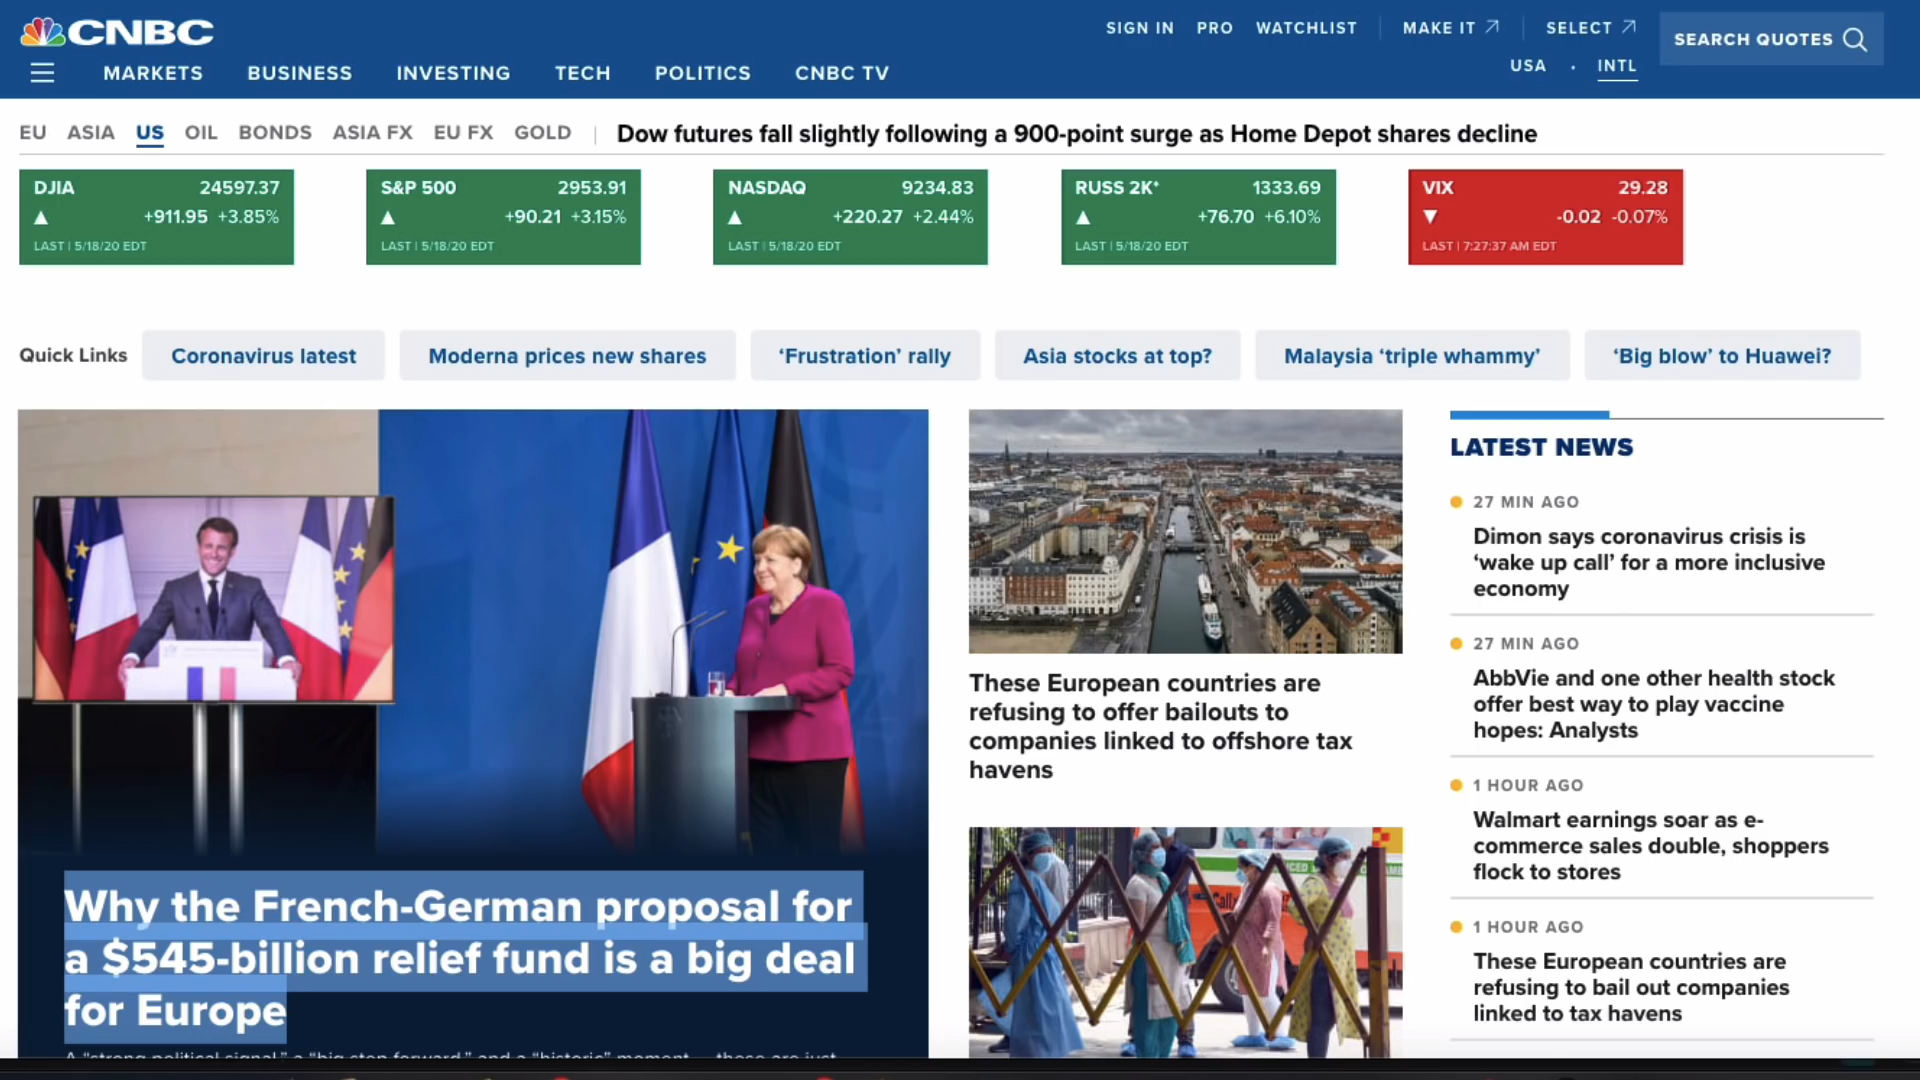 CNBC
SIGN IN PRO WATCHLIST MAKE IT SELECT
SEARCH QUOTES
USA · INTL
MARKETS BUSINESS INVESTING TECH POLITICS CNBC TV
EU ASIA US OIL BONDS ASIA FX EU FX GOLD | Dow futures fall slightly following a 900-point surge as Home Depot shares decline
DJIA 24597.37
+911.95 +3.85%
LAST | 5/18/20 EDT
S&P 500 2953.91
+90.21 +3.15%
LAST | 5/18/20 EDT
NASDAQ 9234.83
+220.27 +2.44%
LAST | 5/18/20 EDT
RUSS 2K* 1333.69
+76.70 +6.10%
LAST | 5/18/20 EDT
VIX 29.28
-0.02 -0.07%
LAST | 7:27:37 AM EDT
Quick Links Coronavirus latest Moderna prices new shares ‘Frustration’ rally Asia stocks at top? Malaysia ‘triple whammy’ ‘Big blow’ to Huawei?
Why the French-German proposal for
a $545-billion relief fund is a big deal
for Europe
A “strong political signal,” a “big step forward,” and a “historic” moment — these are just
These European countries are
refusing to offer bailouts to
companies linked to offshore tax
havens
LATEST NEWS
27 MIN AGO
Dimon says coronavirus crisis is
‘wake up call’ for a more inclusive
economy
27 MIN AGO
AbbVie and one other health stock
offer best way to play vaccine
hopes: Analysts
1 HOUR AGO
Walmart earnings soar as e-
commerce sales double, shoppers
flock to stores
1 HOUR AGO
These European countries are
refusing to bail out companies
linked to tax havens